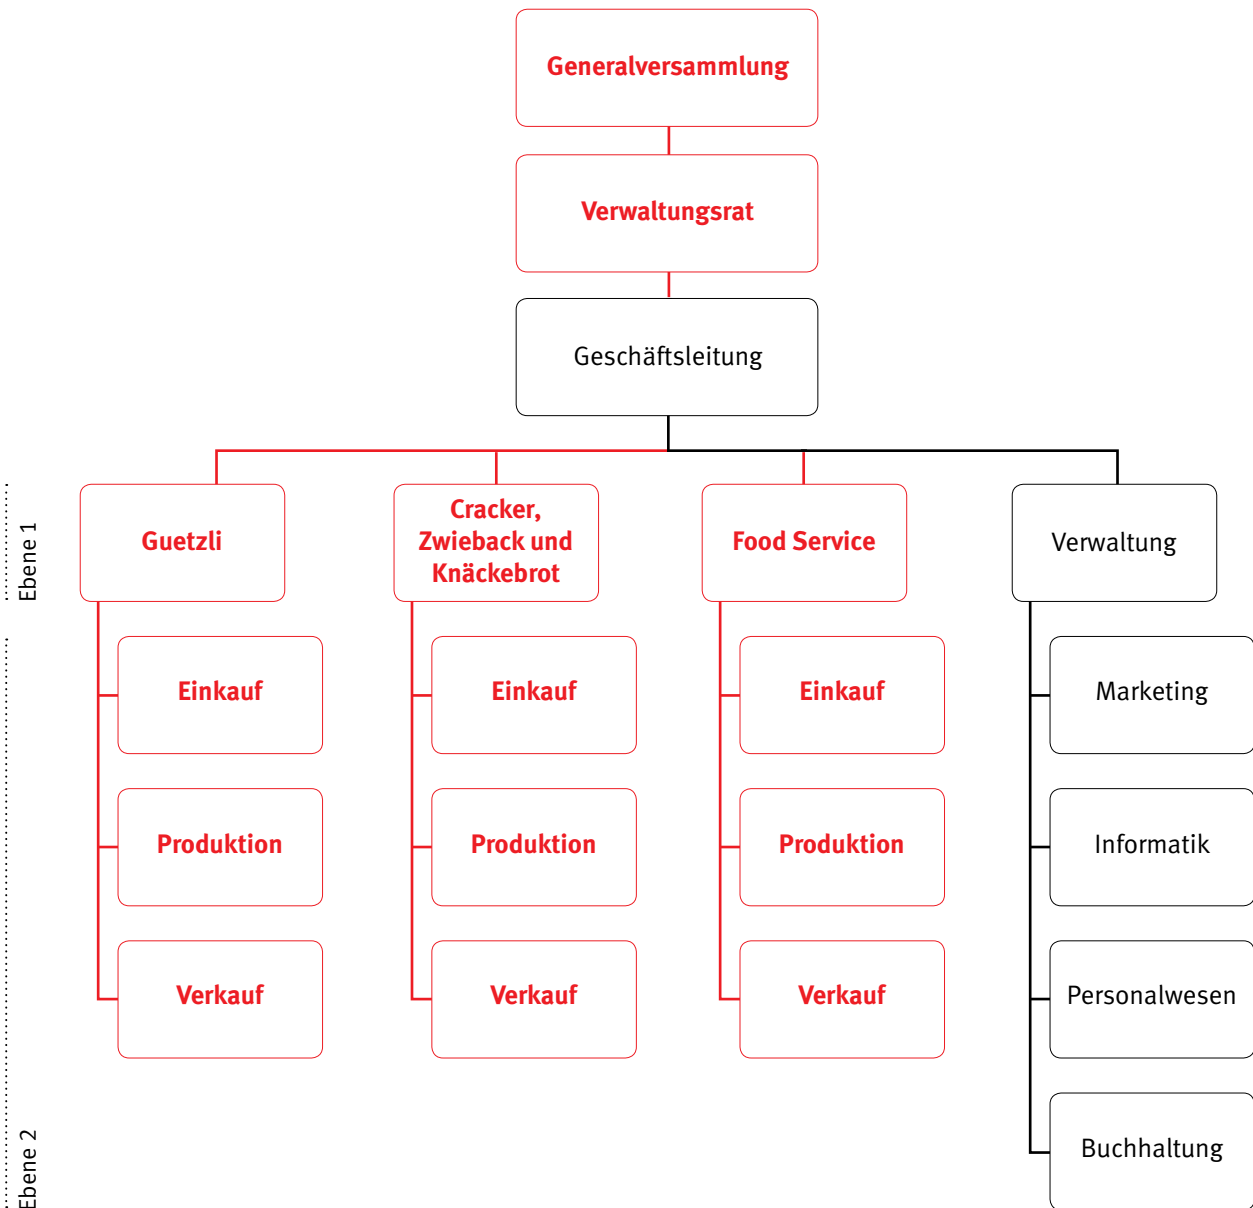 Generalversammlung
Verwaltungsrat
Geschäftsleitung
Ebene 1
Guetzli
Cracker,
Zwieback und
Knäckebrot
Food Service
Verwaltung
Ebene 2
Einkauf
Einkauf
Einkauf
Marketing
Produktion
Produktion
Produktion
Informatik
Verkauf
Verkauf
Verkauf
Personalwesen
Buchhaltung